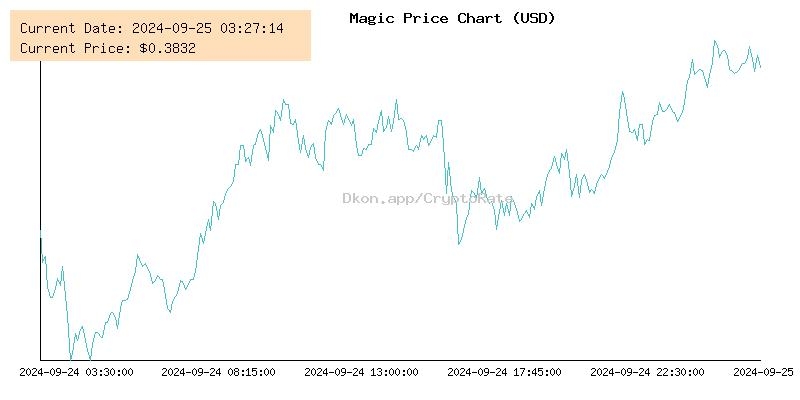 Magic Price Chart (USD)
Current Date: 2024-09-25 03:27:14
Current Price: $0.3832
Dkon.app/CryptoRate
2024-09-24 03:30:00 2024-09-24 08:15:00 2024-09-24 13:00:00 2024-09-24 17:45:00 2024-09-24 22:30:00 2024-09-25